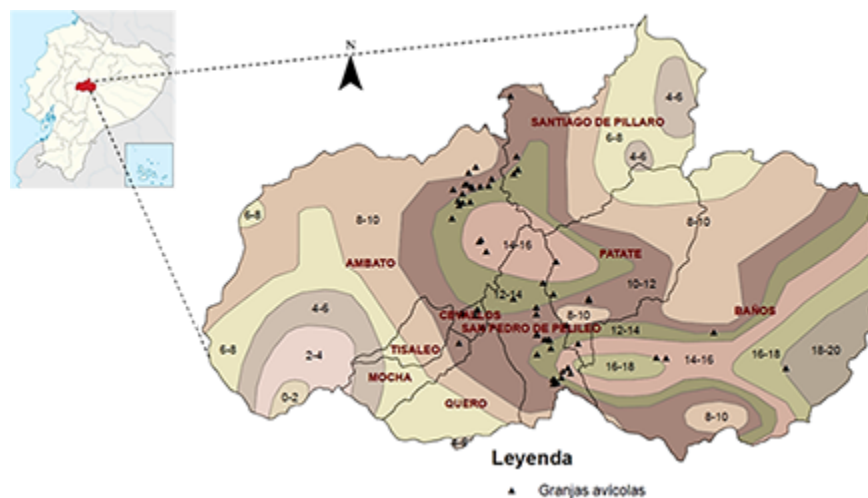 N
SANTIAGO DE PILLARO
4-6
6-8
4-6
6-8
8-10
8-10
14-16
AMBATO
PATATE
10-12
12-14
4-6
CEVALLOS
8-10
BAÑOS
SAN PEDRO DE PELILEO
12-14
6-8
2-4
TISALEO
16-18
14-16
16-18
18-20
MOCHA
0-2
QUERO
8-10
Leyenda
Granjas avícolas